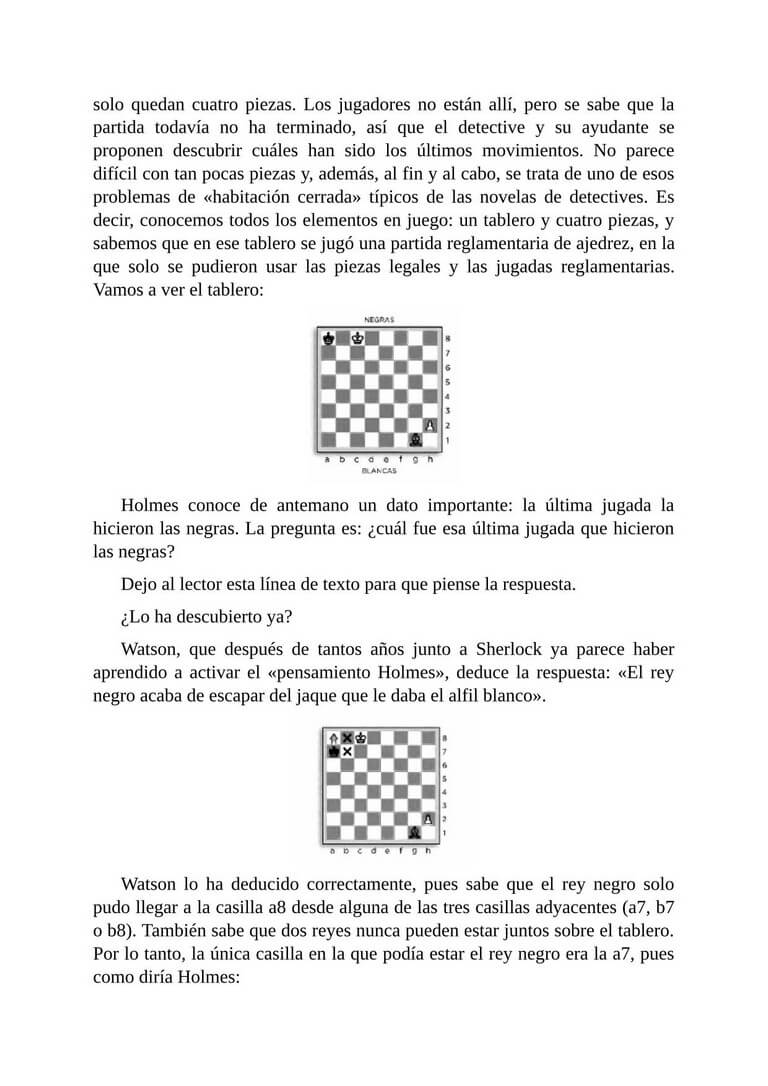 solo quedan cuatro piezas. Los jugadores no están allí, pero se sabe que la
partida todavía no ha terminado, así que el detective y su ayudante se
proponen descubrir cuáles han sido los últimos movimientos. No parece
difícil con tan pocas piezas y, además, al fin y al cabo, se trata de uno de esos
problemas de «habitación cerrada» típicos de las novelas de detectives. Es
decir, conocemos todos los elementos en juego: un tablero y cuatro piezas, y
sabemos que en ese tablero se jugó una partida reglamentaria de ajedrez, en la
que solo se pudieron usar las piezas legales y las jugadas reglamentarias.
Vamos a ver el tablero:
NEGRAS
8
7
6
5
4
3
2
1
a b c d e f g h
BLANCAS
Holmes conoce de antemano un dato importante: la última jugada la
hicieron las negras. La pregunta es: ¿cuál fue esa última jugada que hicieron
las negras?
Dejo al lector esta línea de texto para que piense la respuesta.
¿Lo ha descubierto ya?
Watson, que después de tantos años junto a Sherlock ya parece haber
aprendido a activar el «pensamiento Holmes», deduce la respuesta: «El rey
negro acaba de escapar del jaque que le daba el alfil blanco».
8
7
6
5
4
3
2
1
a b c d e f g h
Watson lo ha deducido correctamente, pues sabe que el rey negro solo
pudo llegar a la casilla a8 desde alguna de las tres casillas adyacentes (a7, b7
o b8). También sabe que dos reyes nunca pueden estar juntos sobre el tablero.
Por lo tanto, la única casilla en la que podía estar el rey negro era la a7, pues
como diría Holmes: